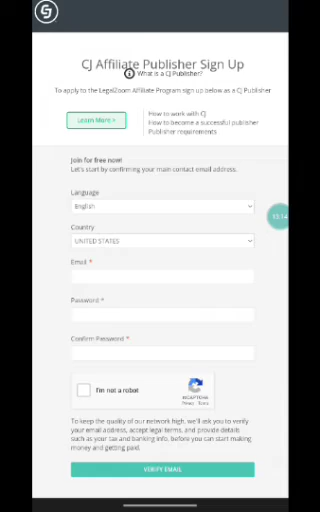 CJ Affiliate Publisher Sign Up
What is a CJ Publisher?
To apply to the LegalZoom Affiliate Program sign up below as a CJ Publisher
Learn More >
How to work with CJ
How to become a successful publisher
Publisher requirements
Join for free now!
Let's start by confirming your main contact email address.
Language
English
Country
UNITED STATES
Email *
Password *
Confirm Password *
I'm not a robot
reCAPTCHA
Privacy - Terms
To keep the quality of our network high, we'll ask you to verify
your email address, accept legal terms, and provide details
such as your tax and banking info, before you can start making
money and getting paid.
VERIFY EMAIL